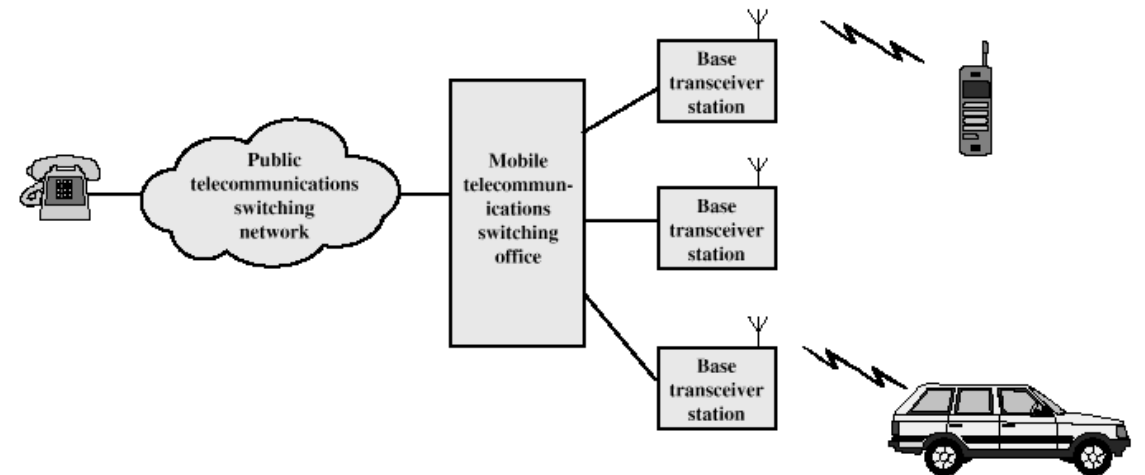 Public
telecommunications
switching
network
Mobile
telecommun-
ications
switching
office
Base
transceiver
station
Base
transceiver
station
Base
transceiver
station